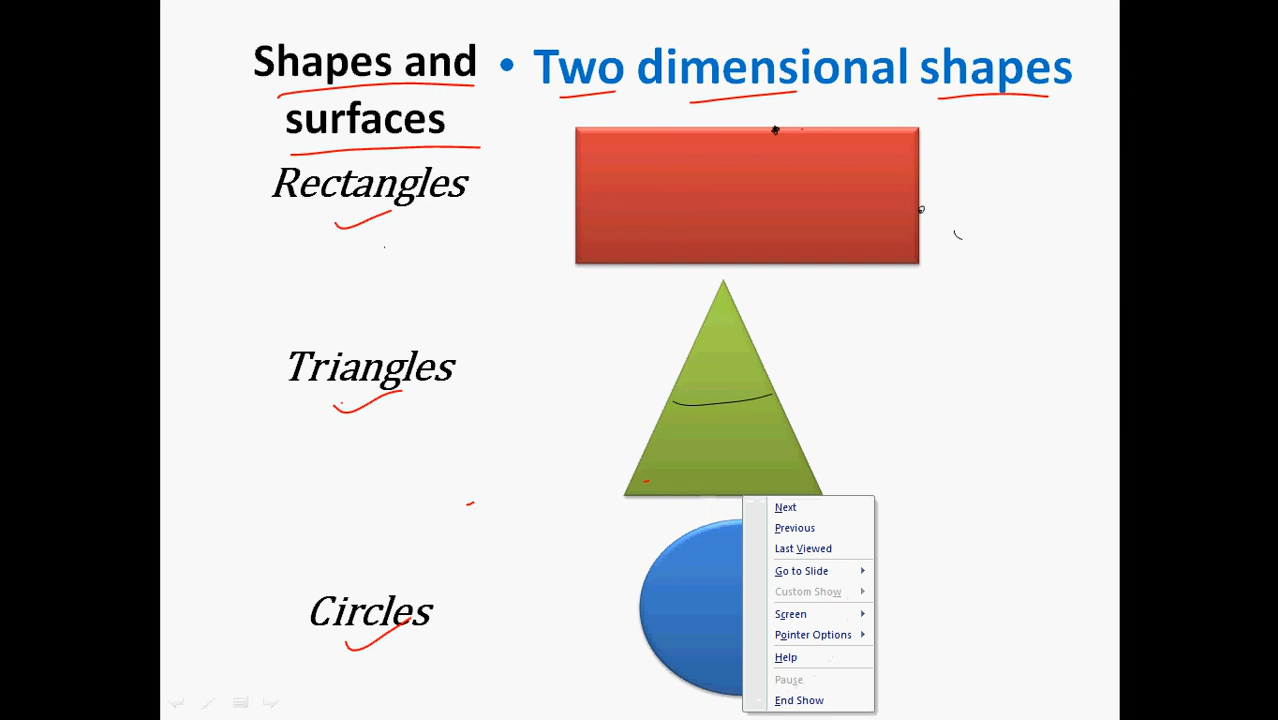 Shapes and
surfaces
• Two dimensional shapes
Rectangles
Triangles
Circles
Next
Previous
Last Viewed
Go to Slide
Custom Show
Screen
Pointer Options
Help
Pause
End Show